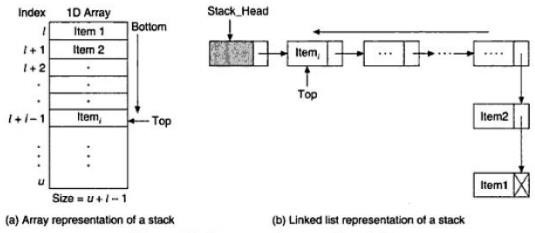 Index 1D Array
l Item 1 Bottom
l + 1 Item 2
l + 2
l + i – 1 Itemᵢ Top
u
Size = u + l – 1
(a) Array representation of a stack
Stack_Head
Itemᵢ
Top
Item2
Item1
(b) Linked list representation of a stack